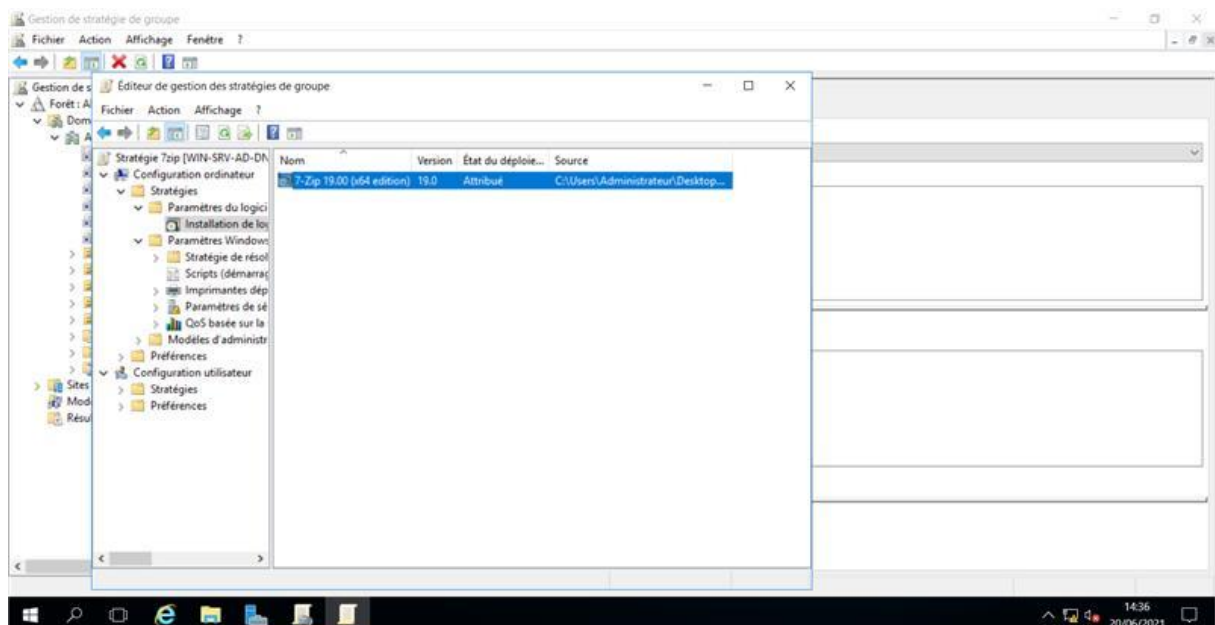 Gestion de stratégie de groupe
Fichier Action Affichage Fenêtre ?
Gestion de s
Forêt : A
Dom
A
Sites
Mod
Résul
Éditeur de gestion des stratégies de groupe
Fichier Action Affichage ?
Stratégie 7zip [WIN-SRV-AD-DN
Configuration ordinateur
Stratégies
Paramètres du logici
Installation de log
Paramètres Windows
Stratégie de résol
Scripts (démarrag
Imprimantes dép
Paramètres de sé
QoS basée sur la
Modèles d'administr
Préférences
Configuration utilisateur
Stratégies
Préférences
Nom Version État du déploie... Source
7-Zip 19.00 (x64 edition) 19.0 Attribué C:\Users\Administrateur\Desktop...
14:36
20/06/2021